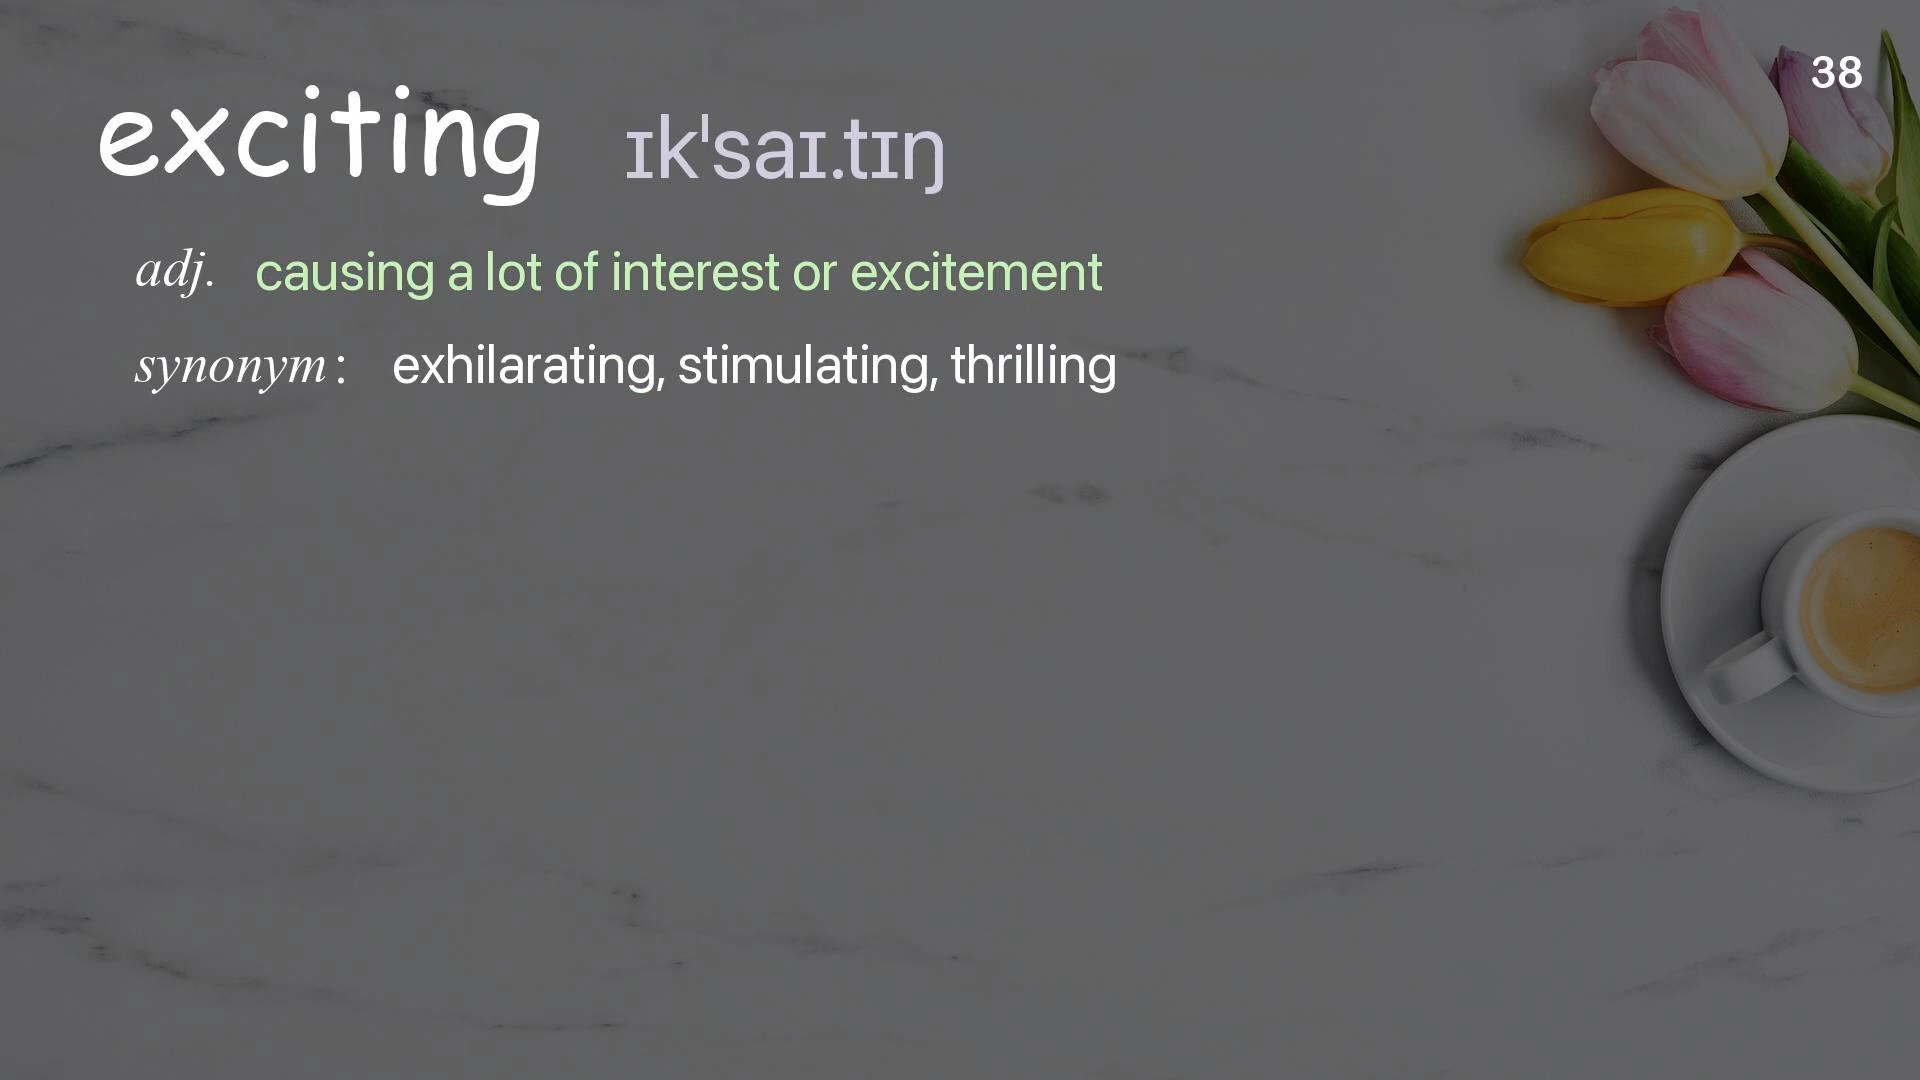 38
exciting ɪkˈsaɪ.tɪŋ
adj. causing a lot of interest or excitement
synonym : exhilarating, stimulating, thrilling